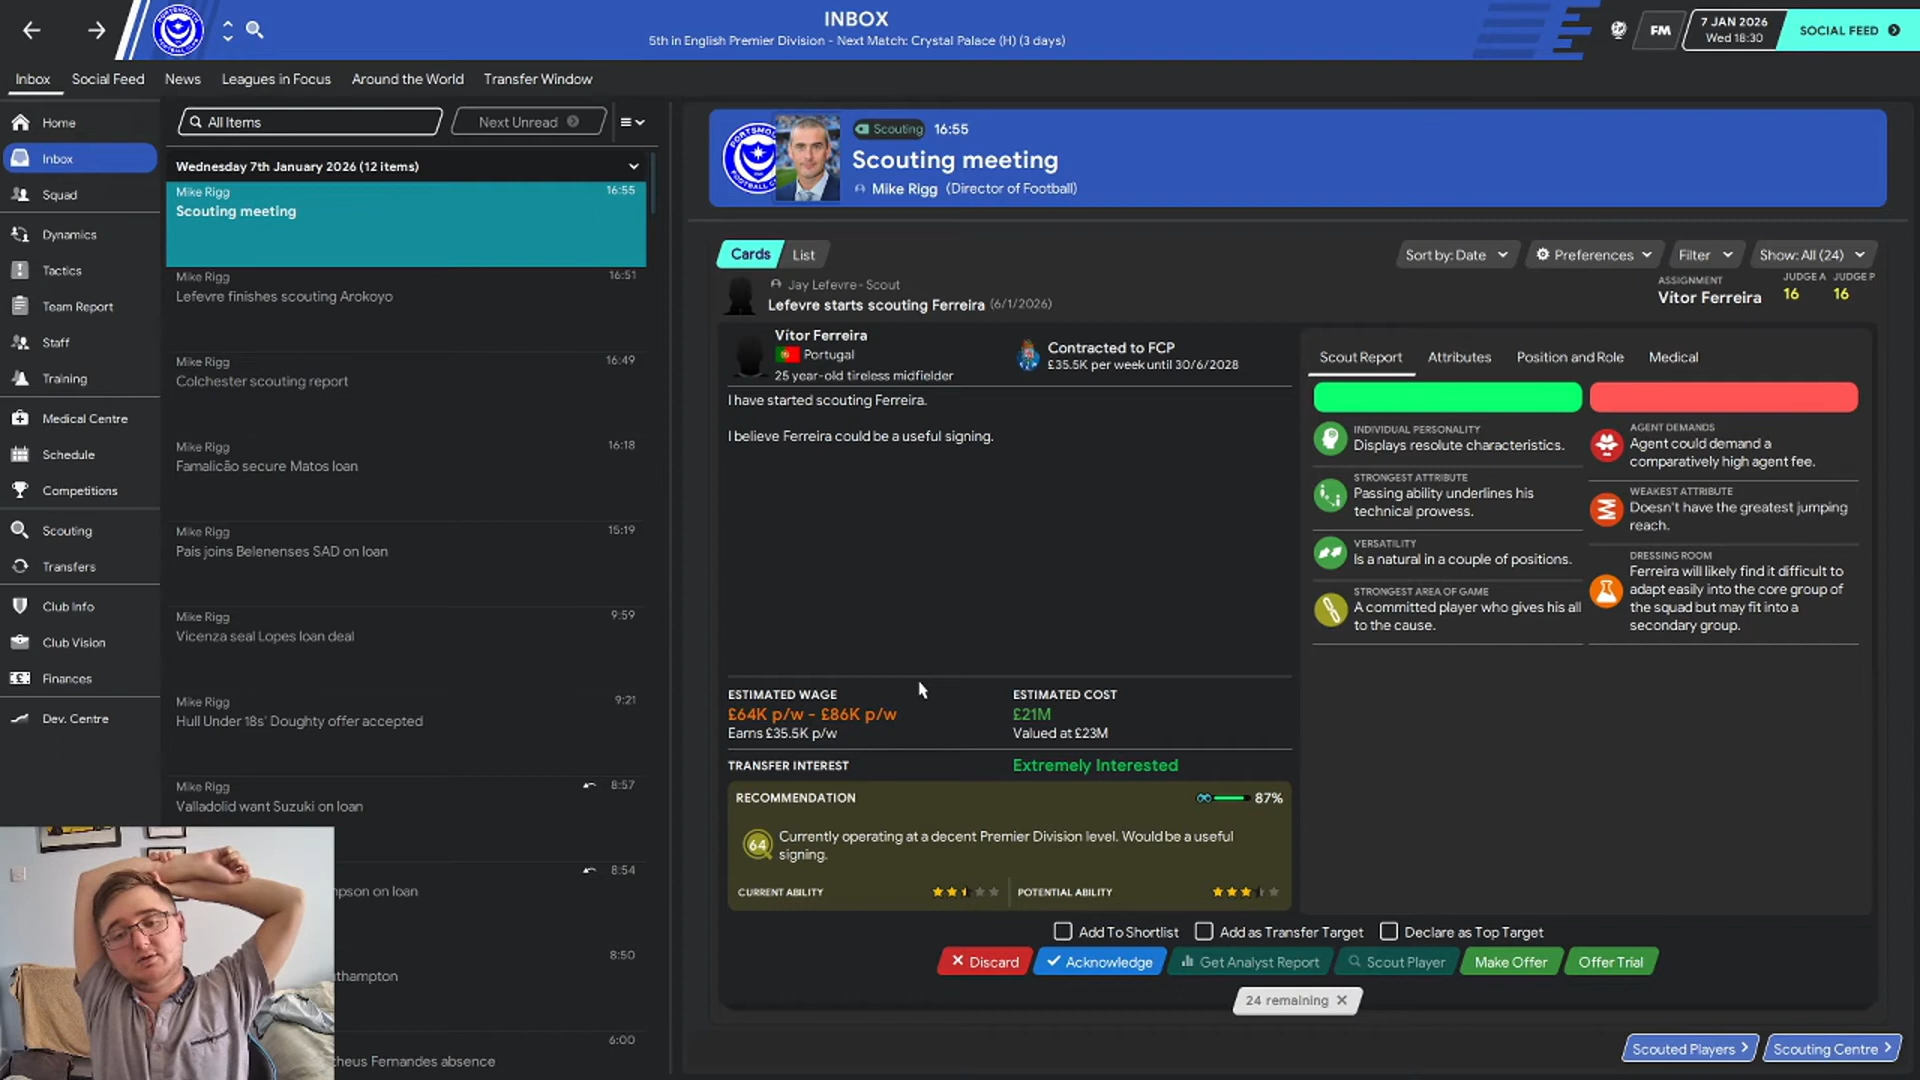 INBOX
5th in English Premier Division - Next Match: Crystal Palace (H) (3 days)
FM
7 JAN 2026
Wed 18:30
SOCIAL FEED
Inbox
Social Feed
News
Leagues in Focus
Around the World
Transfer Window
Home
Inbox
Squad
Dynamics
Tactics
Team Report
Staff
Training
Medical Centre
Schedule
Competitions
Scouting
Transfers
Club Info
Club Vision
Finances
Dev. Centre
All Items
Next Unread
Wednesday 7th January 2026 (12 items)
Mike Rigg 16:55
Scouting meeting
Mike Rigg 16:51
Lefevre finishes scouting Arokoyo
Mike Rigg 16:49
Colchester scouting report
Mike Rigg 16:18
Famalicão secure Matos loan
Mike Rigg 15:19
Pais joins Belenenses SAD on loan
Mike Rigg 9:59
Vicenza seal Lopes loan deal
Mike Rigg 9:21
Hull Under 18s' Doughty offer accepted
Mike Rigg 8:57
Valladolid want Suzuki on loan
8:54
pson on loan
8:50
thampton
6:00
heus Fernandes absence
PORTSMOUTH
Scouting 16:55
Scouting meeting
Mike Rigg (Director of Football)
Cards
List
Sort by: Date
Preferences
Filter
Show: All (24)
Jay Lefevre - Scout
Lefevre starts scouting Ferreira (6/1/2026)
ASSIGNMENT
Vítor Ferreira
JUDGE A
16
JUDGE P
16
Vítor Ferreira
Portugal
25 year-old tireless midfielder
Contracted to FCP
£35.5K per week until 30/6/2028
I have started scouting Ferreira.
I believe Ferreira could be a useful signing.
Scout Report
Attributes
Position and Role
Medical
INDIVIDUAL PERSONALITY
Displays resolute characteristics.
STRONGEST ATTRIBUTE
Passing ability underlines his
technical prowess.
VERSATILITY
Is a natural in a couple of positions.
STRONGEST AREA OF GAME
A committed player who gives his all
to the cause.
AGENT DEMANDS
Agent could demand a
comparatively high agent fee.
WEAKEST ATTRIBUTE
Doesn't have the greatest jumping
reach.
DRESSING ROOM
Ferreira will likely find it difficult to
adapt easily into the core group of
the squad but may fit into a
secondary group.
ESTIMATED WAGE
£64K p/w - £86K p/w
Earns £35.5K p/w
ESTIMATED COST
£21M
Valued at £23M
TRANSFER INTEREST
Extremely Interested
RECOMMENDATION
87%
64
Currently operating at a decent Premier Division level. Would be a useful
signing.
CURRENT ABILITY
POTENTIAL ABILITY
Add To Shortlist
Add as Transfer Target
Declare as Top Target
Discard
Acknowledge
Get Analyst Report
Scout Player
Make Offer
Offer Trial
24 remaining
Scouted Players
Scouting Centre